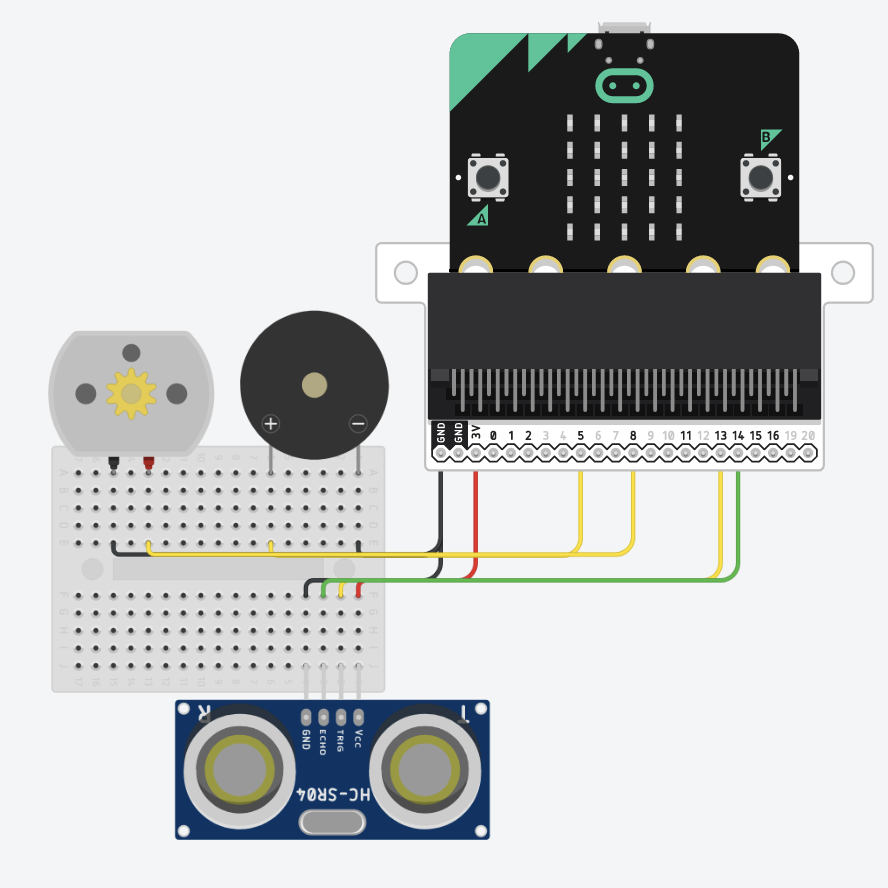 B
A
GND GND 3V 0 1 2 3 4 5 6 7 8 9 10 11 12 13 14 15 16 19 20
+ −
A A
B B
C C
D D
E E
F F
G G
H H
I I
J J
R T
GND ECHO TRIG VCC
HC-SR04